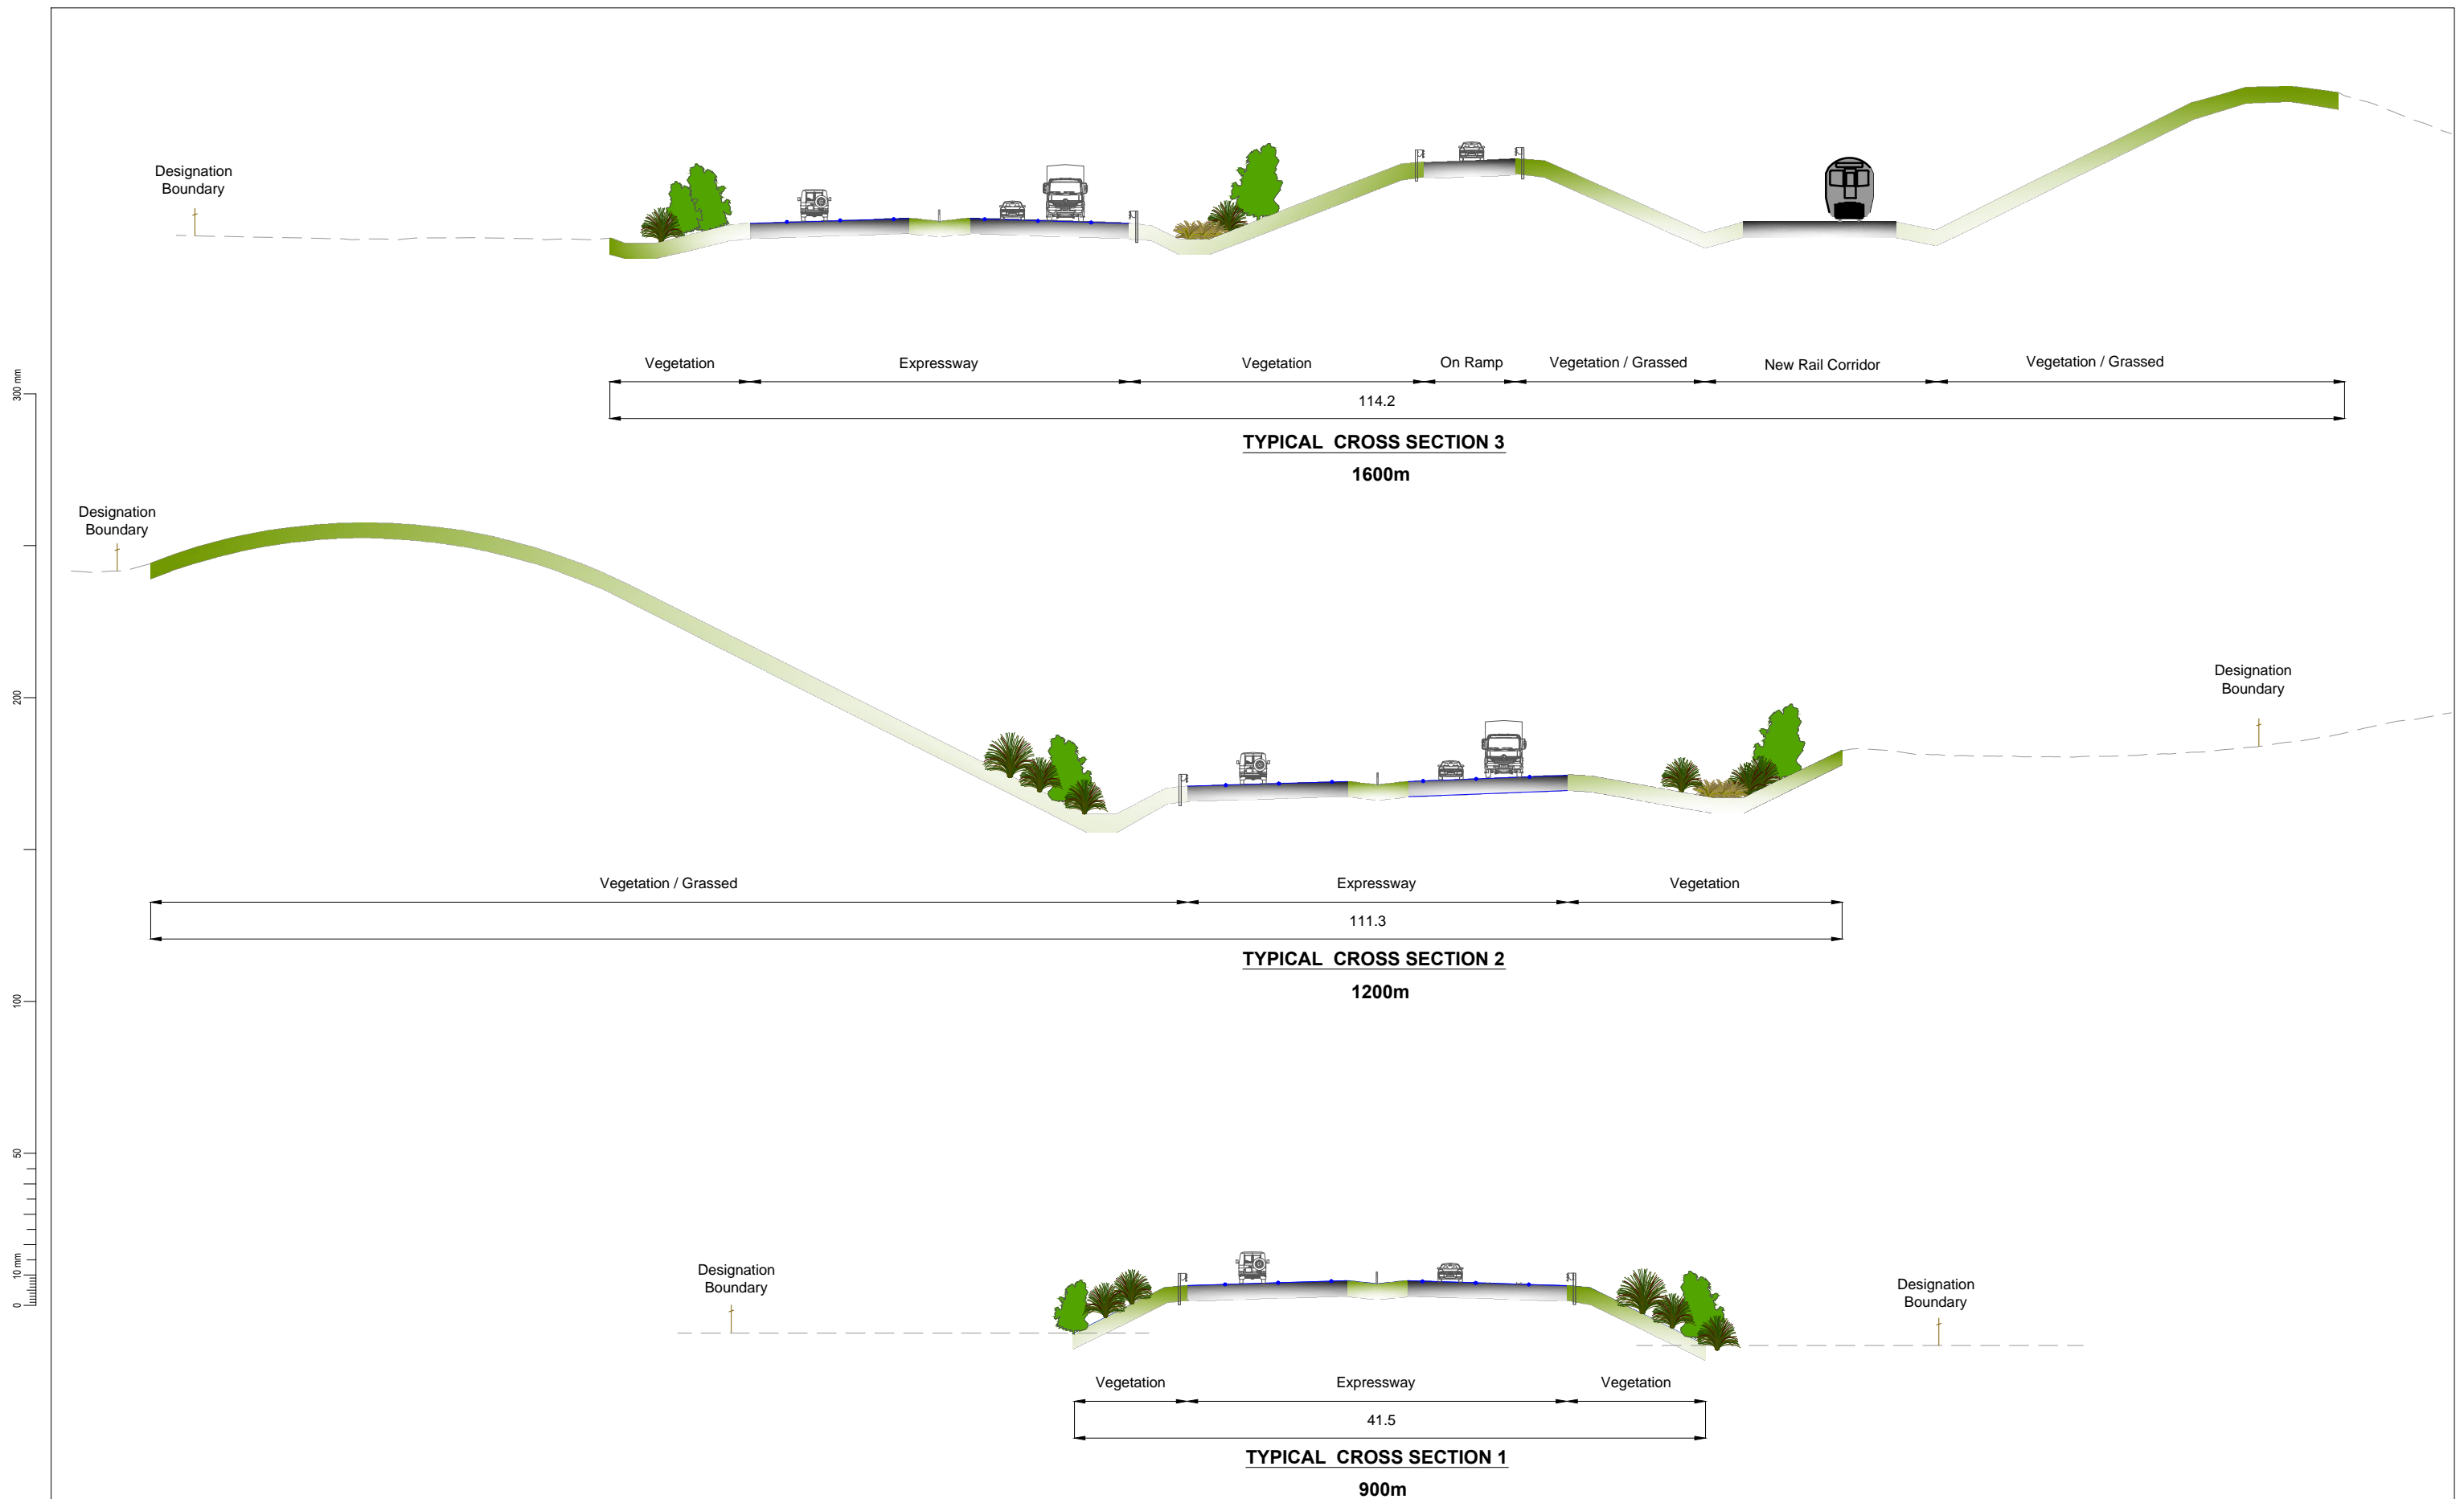 Designation
Boundary
Vegetation
Expressway
Vegetation
On Ramp
Vegetation / Grassed
New Rail Corridor
Vegetation / Grassed
114.2
TYPICAL CROSS SECTION 3
1600m
Designation
Boundary
Designation
Boundary
Vegetation / Grassed
Expressway
Vegetation
111.3
TYPICAL CROSS SECTION 2
1200m
Designation
Boundary
Designation
Boundary
Vegetation
Expressway
Vegetation
41.5
TYPICAL CROSS SECTION 1
900m
300 mm
200
100
50
10 mm
0